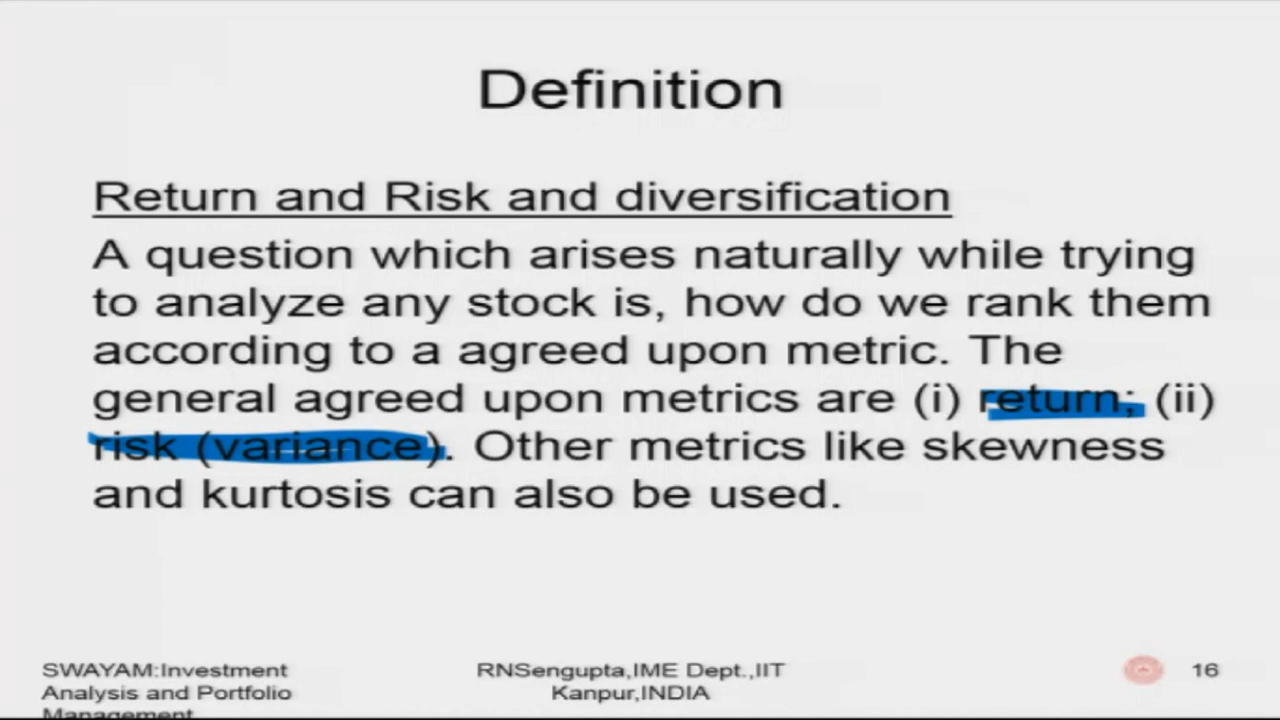 Definition
Return and Risk and diversification
A question which arises naturally while trying
to analyze any stock is, how do we rank them
according to a agreed upon metric. The
general agreed upon metrics are (i) return; (ii)
risk (variance). Other metrics like skewness
and kurtosis can also be used.
SWAYAM:Investment
Analysis and Portfolio
Management
RNSengupta,IME Dept.,IIT
Kanpur,INDIA
16